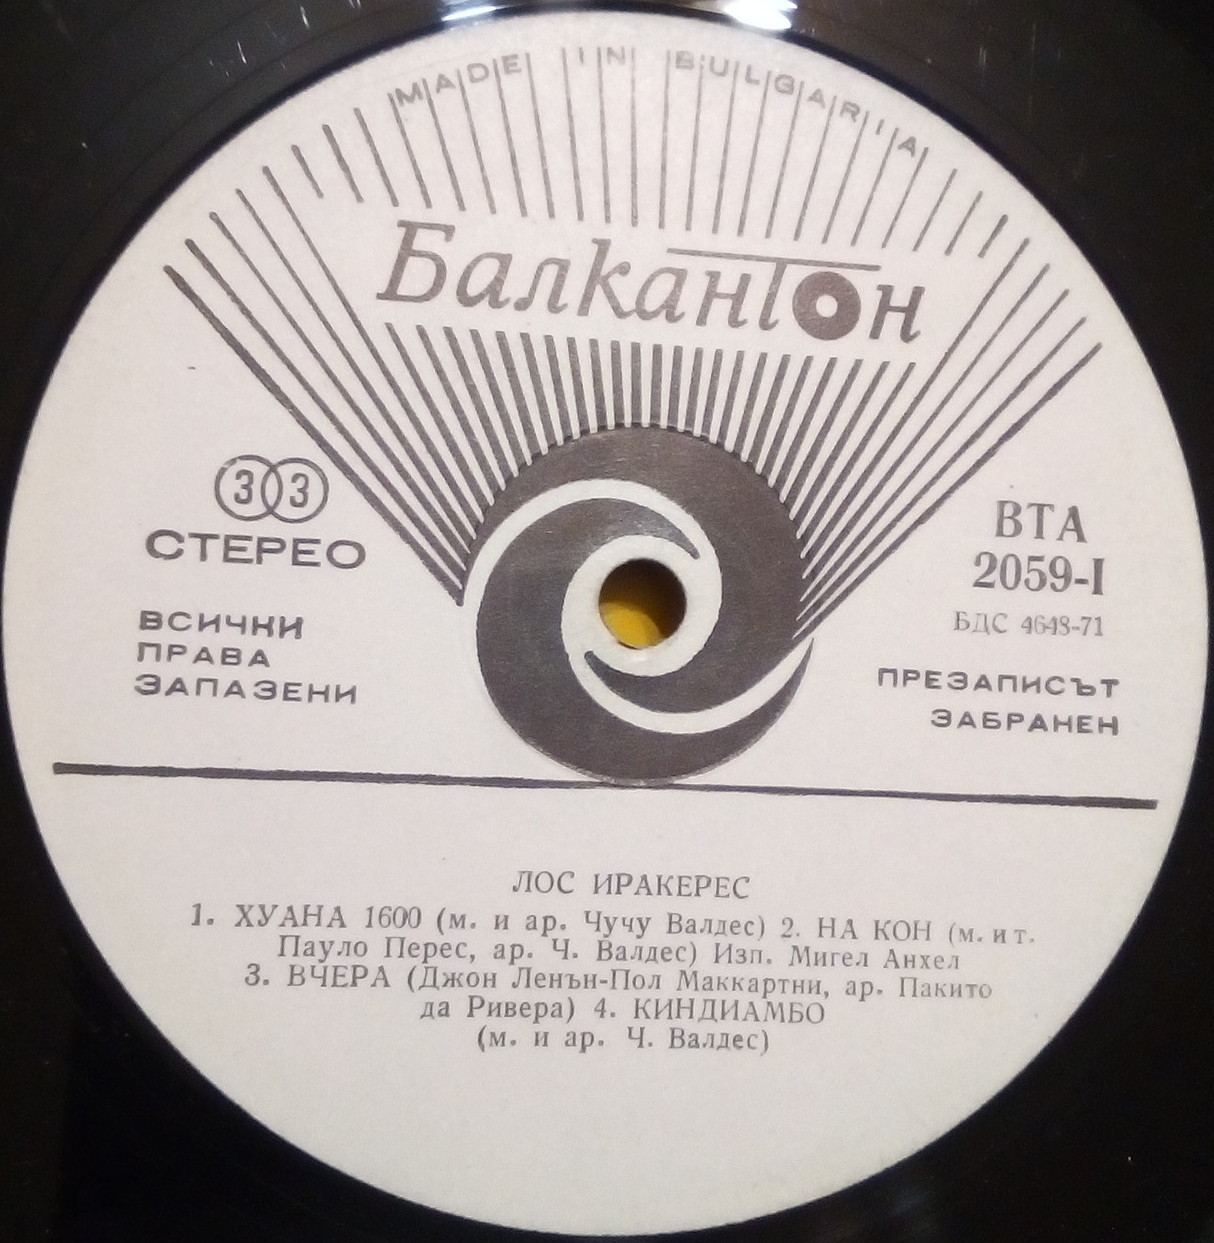 MADE IN BULGARIA
Балкантон
33
СТЕРЕО
ВСИЧКИ
ПРАВА
ЗАПАЗЕНИ
ВТА
2059-I
БДС 4648-71
ПРЕЗАПИСЪТ
ЗАБРАНЕН
ЛОС ИРАКЕРЕС
1. ХУАНА 1600 (м. и ар. Чучу Валдес) 2. НА КОН (м. и т.
Пауло Перес, ар. Ч. Валдес) Изп. Мигел Анхел
3. ВЧЕРА (Джон Ленън-Пол Маккартни, ар. Пакито
да Ривера) 4. КИНДИАМБО
(м. и ар. Ч. Валдес)